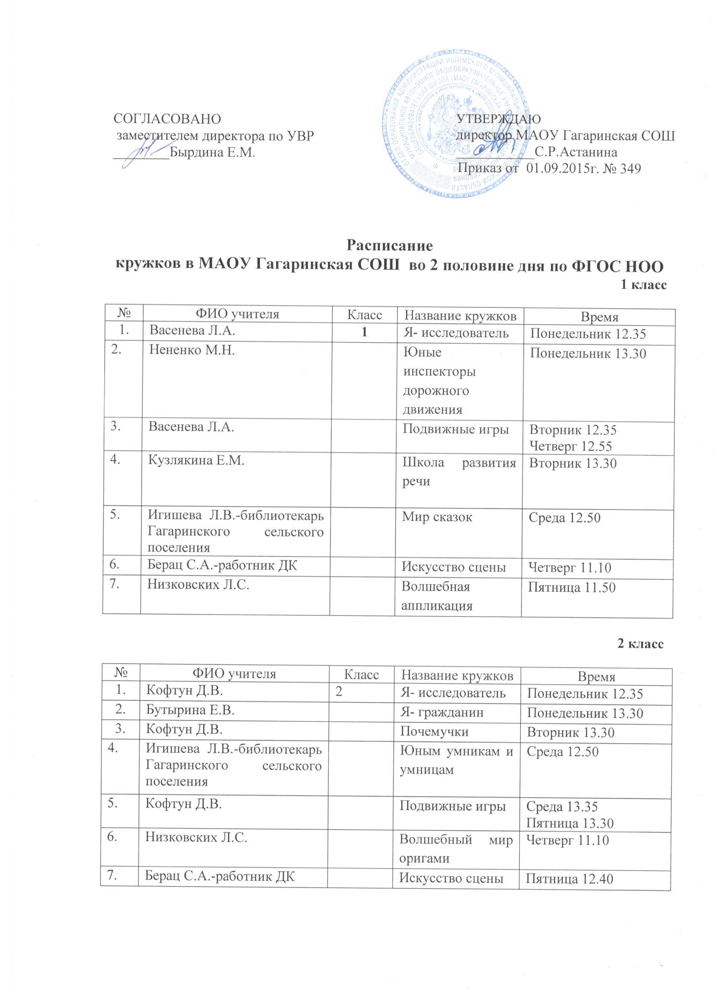 СОГЛАСОВАНО
заместителем директора по УВР
________Бырдина Е.М.
УТВЕРЖДАЮ
директор МАОУ Гагаринская СОШ
___________С.Р.Астанина
Приказ от 01.09.2015г. № 349
Расписание
кружков в МАОУ Гагаринская СОШ во 2 половине дня по ФГОС НОО
1 класс
№ ФИО учителя Класс Название кружков Время
1. Васенева Л.А. 1 Я- исследователь Понедельник 12.35
2. Нененко М.Н. Юные Понедельник 13.30
инспекторы
дорожного
движения
3. Васенева Л.А. Подвижные игры Вторник 12.35
Четверг 12.55
4. Кузлякина Е.М. Школа развития Вторник 13.30
речи
5. Игишева Л.В.-библиотекарь Мир сказок Среда 12.50
Гагаринского сельского
поселения
6. Берац С.А.-работник ДК Искусство сцены Четверг 11.10
7. Низковских Л.С. Волшебная Пятница 11.50
аппликация
2 класс
№ ФИО учителя Класс Название кружков Время
1. Кофтун Д.В. 2 Я- исследователь Понедельник 12.35
2. Бутырина Е.В. Я- гражданин Понедельник 13.30
3. Кофтун Д.В. Почемучки Вторник 13.30
4. Игишева Л.В.-библиотекарь Юным умникам и Среда 12.50
Гагаринского сельского умницам
поселения
5. Кофтун Д.В. Подвижные игры Среда 13.35
Пятница 13.30
6. Низковских Л.С. Волшебный мир Четверг 11.10
оригами
7. Берац С.А.-работник ДК Искусство сцены Пятница 12.40